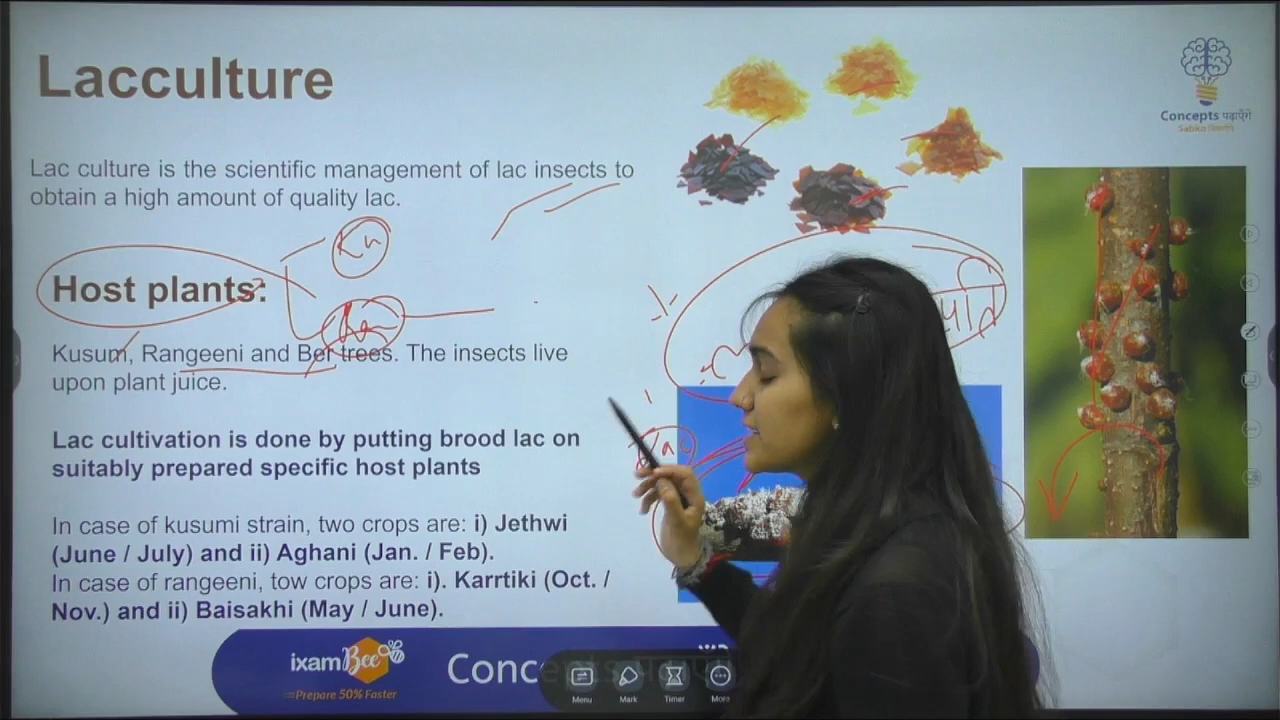 Lacculture
Concepts पढ़ाएँगे
Lac culture is the scientific management of lac insects to
obtain a high amount of quality lac.
Host plants:
Kusum, Rangeeni and Ber trees. The insects live
upon plant juice.
Lac cultivation is done by putting brood lac on
suitably prepared specific host plants
In case of kusumi strain, two crops are: i) Jethwi
(June / July) and ii) Aghani (Jan. / Feb).
In case of rangeeni, tow crops are: i). Karrtiki (Oct. /
Nov.) and ii) Baisakhi (May / June).
ixamBee
Prepare 50% Faster
Menu
Mark
Timer
More